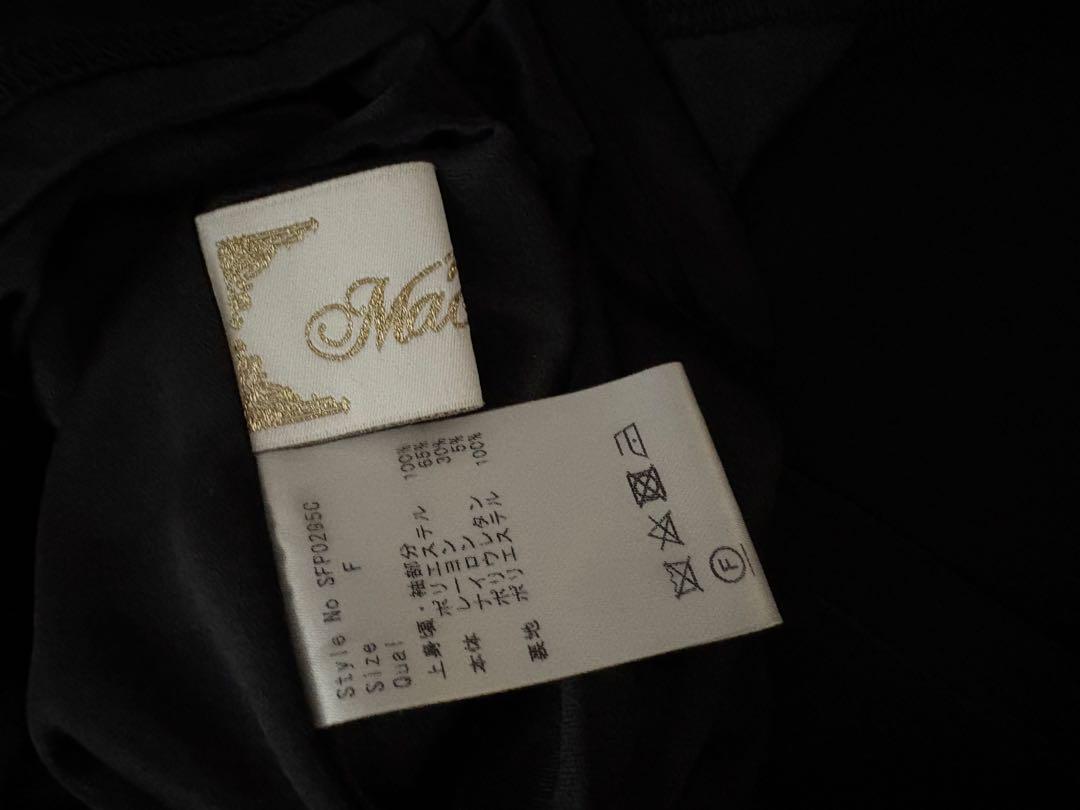 Mai
Style No SFP0205C
Size F
Qual
上身頃・袖部分
ポリエステル 100%
本体 レーヨン 65%
ナイロン 30%
ポリウレタン 5%
裏地 ポリエステル 100%
F